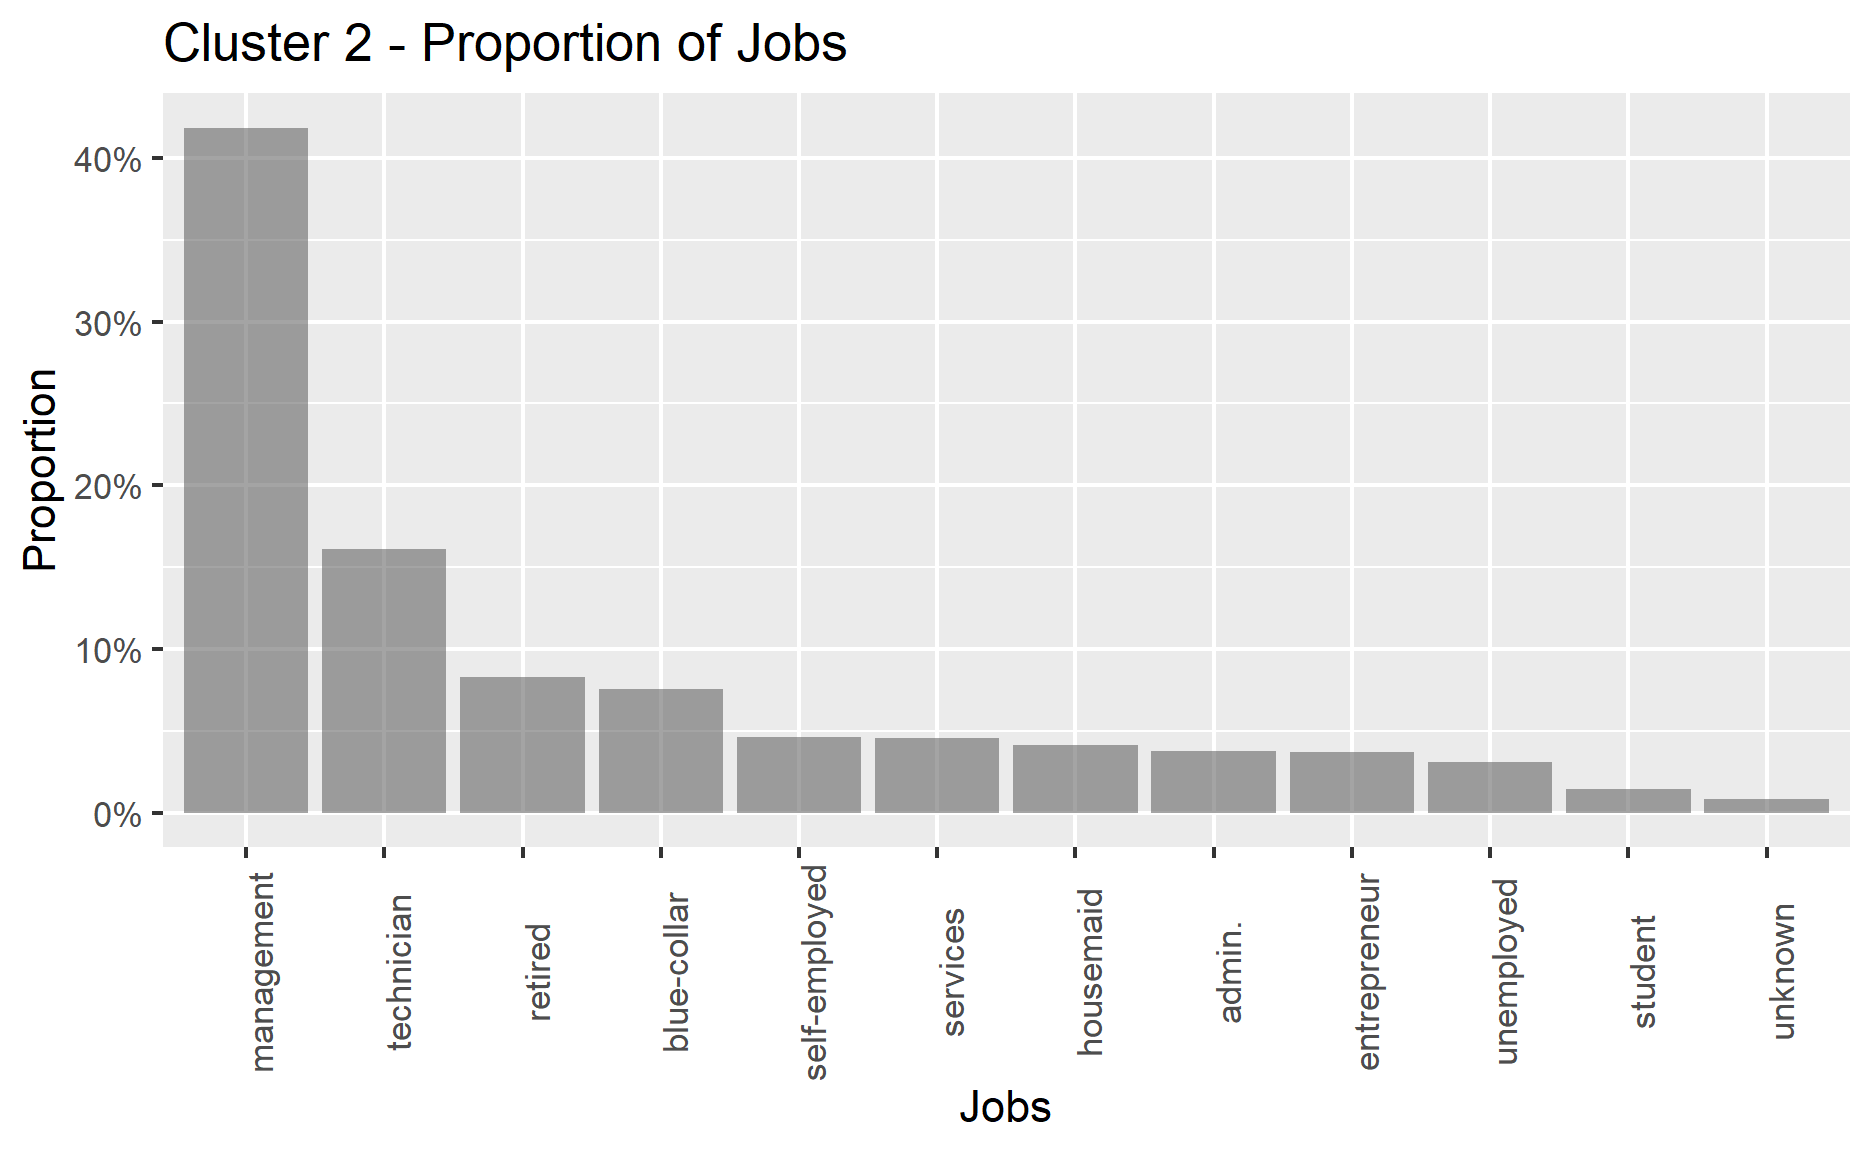 Cluster 2 - Proportion of Jobs
Proportion
40%
30%
20%
10%
0%
management
technician
retired
blue-collar
self-employed
services
housemaid
admin.
entrepreneur
unemployed
student
unknown
Jobs